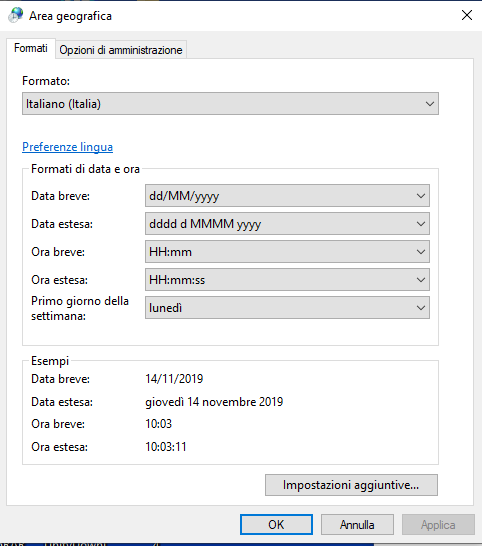 Area geografica
Formati
Opzioni di amministrazione
Formato:
Italiano (Italia)
Preferenze lingua
Formati di data e ora
Data breve: dd/MM/yyyy
Data estesa: dddd d MMMM yyyy
Ora breve: HH:mm
Ora estesa: HH:mm:ss
Primo giorno della
settimana:
lunedì
Esempi
Data breve: 14/11/2019
Data estesa: giovedì 14 novembre 2019
Ora breve: 10:03
Ora estesa: 10:03:11
Impostazioni aggiuntive...
OK
Annulla
Applica